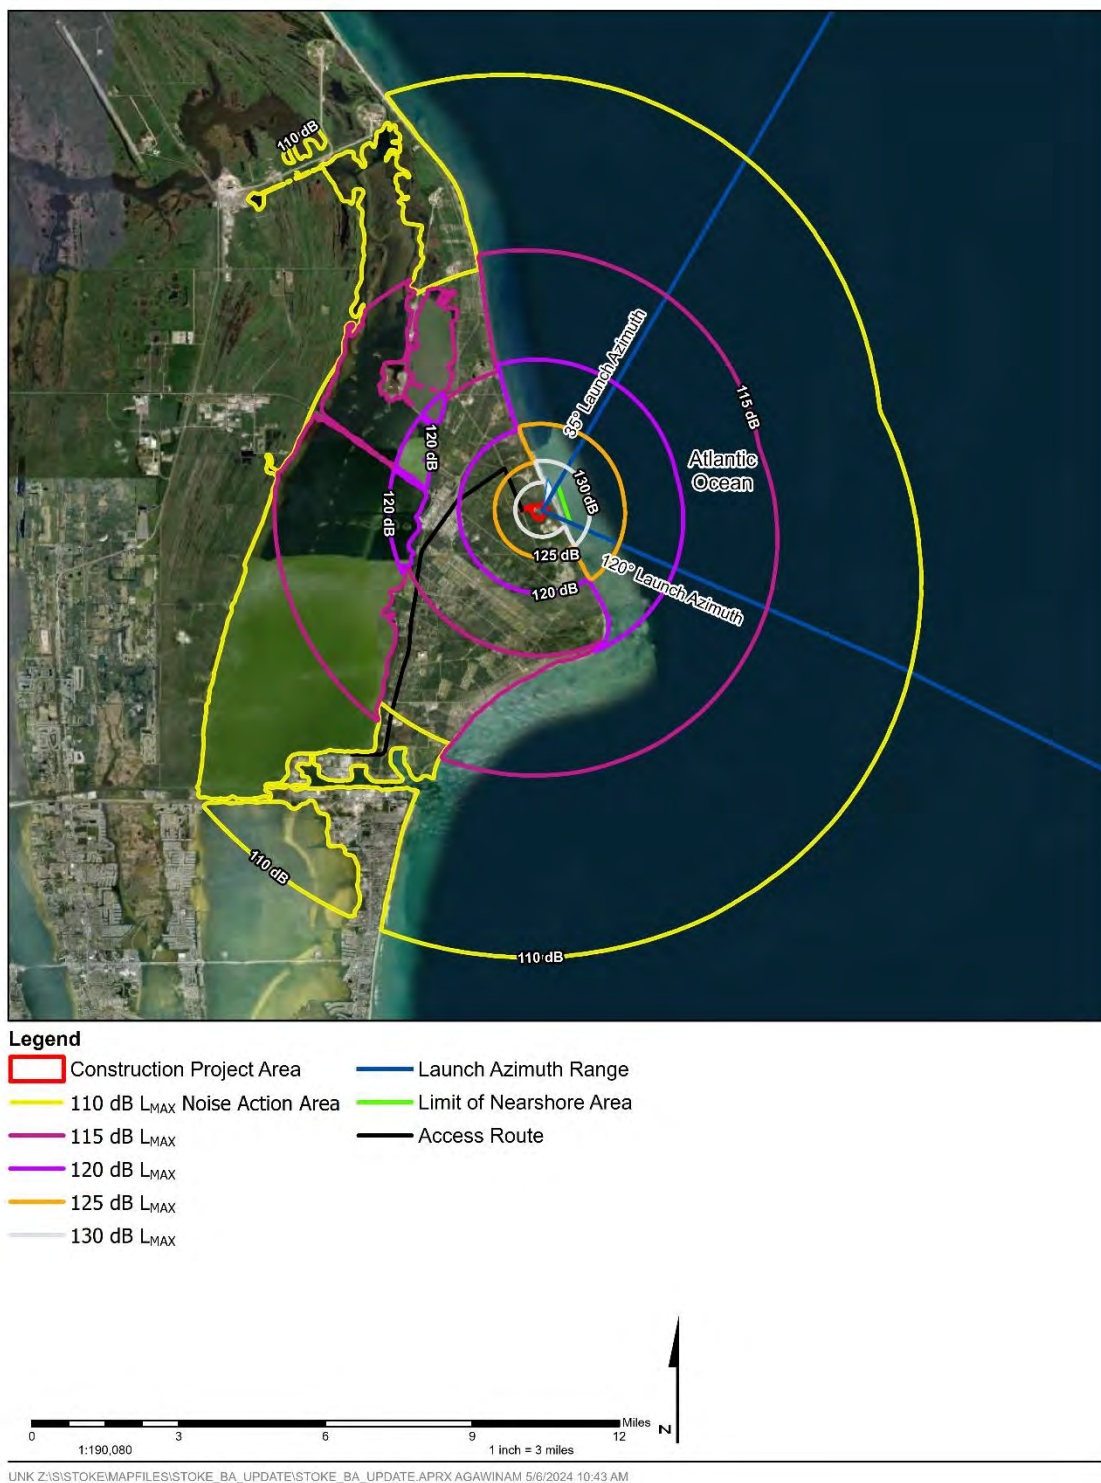 110 dB
115 dB
35° Launch Azimuth
Atlantic
Ocean
120 dB
120 dB
130 dB
125 dB
120 dB
120° Launch Azimuth
110 dB
110 dB
Legend
Construction Project Area
110 dB LMAX Noise Action Area
115 dB LMAX
120 dB LMAX
125 dB LMAX
130 dB LMAX
Launch Azimuth Range
Limit of Nearshore Area
Access Route
0 3 6 9 12 Miles
1:190,080 1 inch = 3 miles
N
UNK Z:\S\STOKE\MAPFILES\STOKE_BA_UPDATE\STOKE_BA_UPDATE.APRX AGAWINAM 5/6/2024 10:43 AM